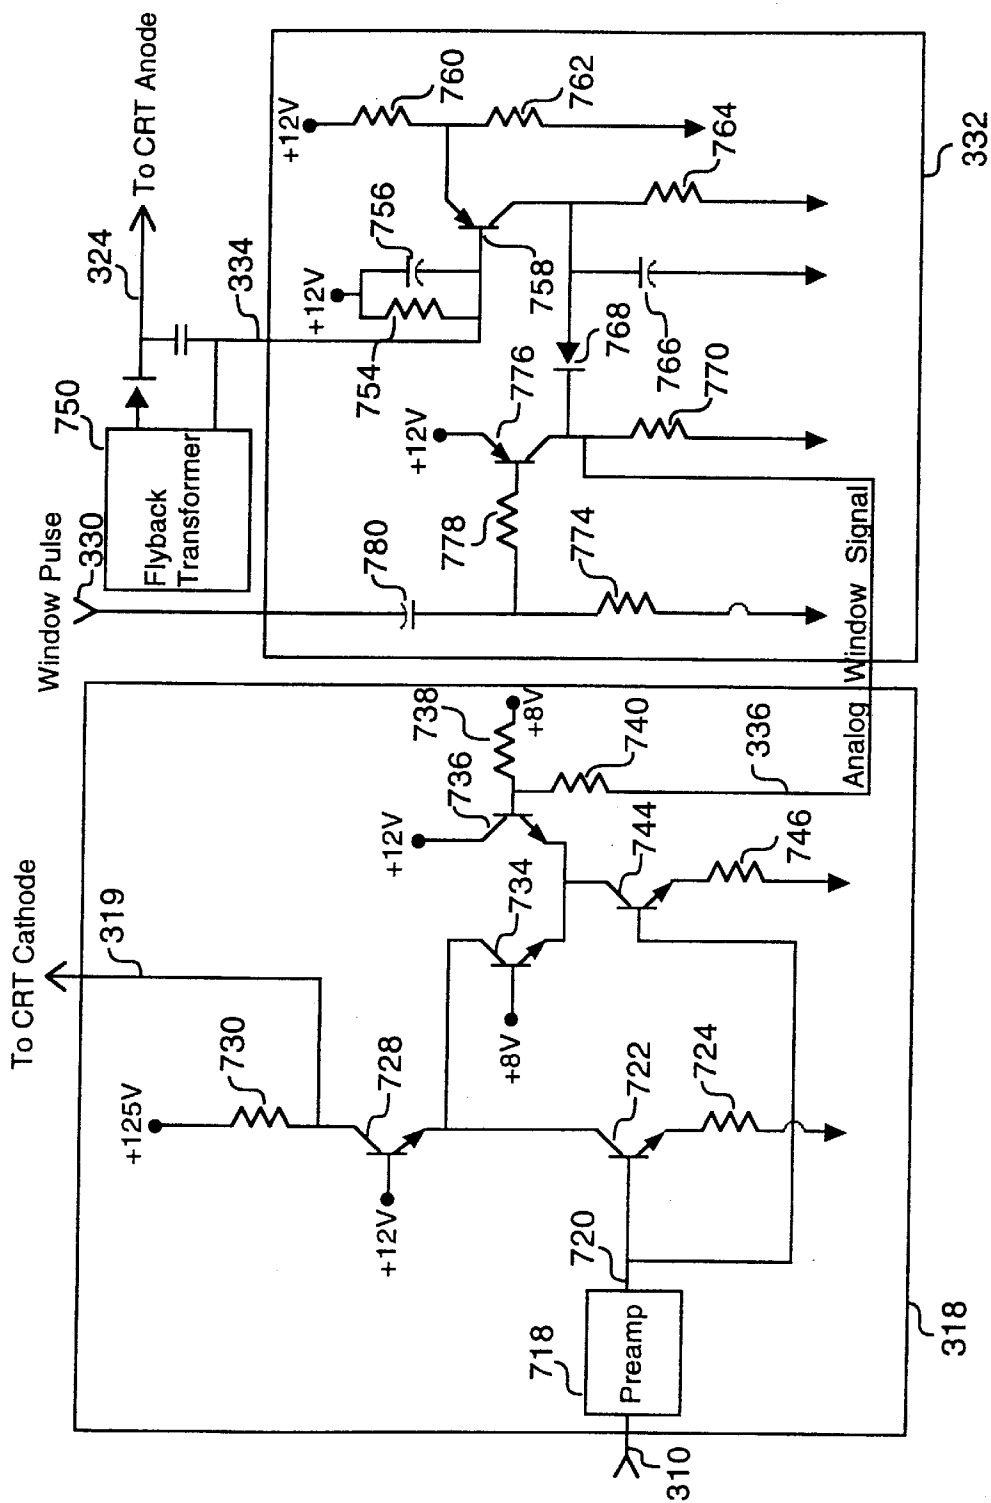 To CRT Cathode
319
+125V
730
728
+12V
734
+8V
+12V
736
738
+8V
740
336
744
746
722
724
720
718
Preamp
310
318
Window Pulse
330
750
Flyback
Transformer
324
To CRT Anode
334
+12V
760
762
764
+12V
756
754
758
768
766
770
+12V
776
778
780
774
332
Analog Window Signal